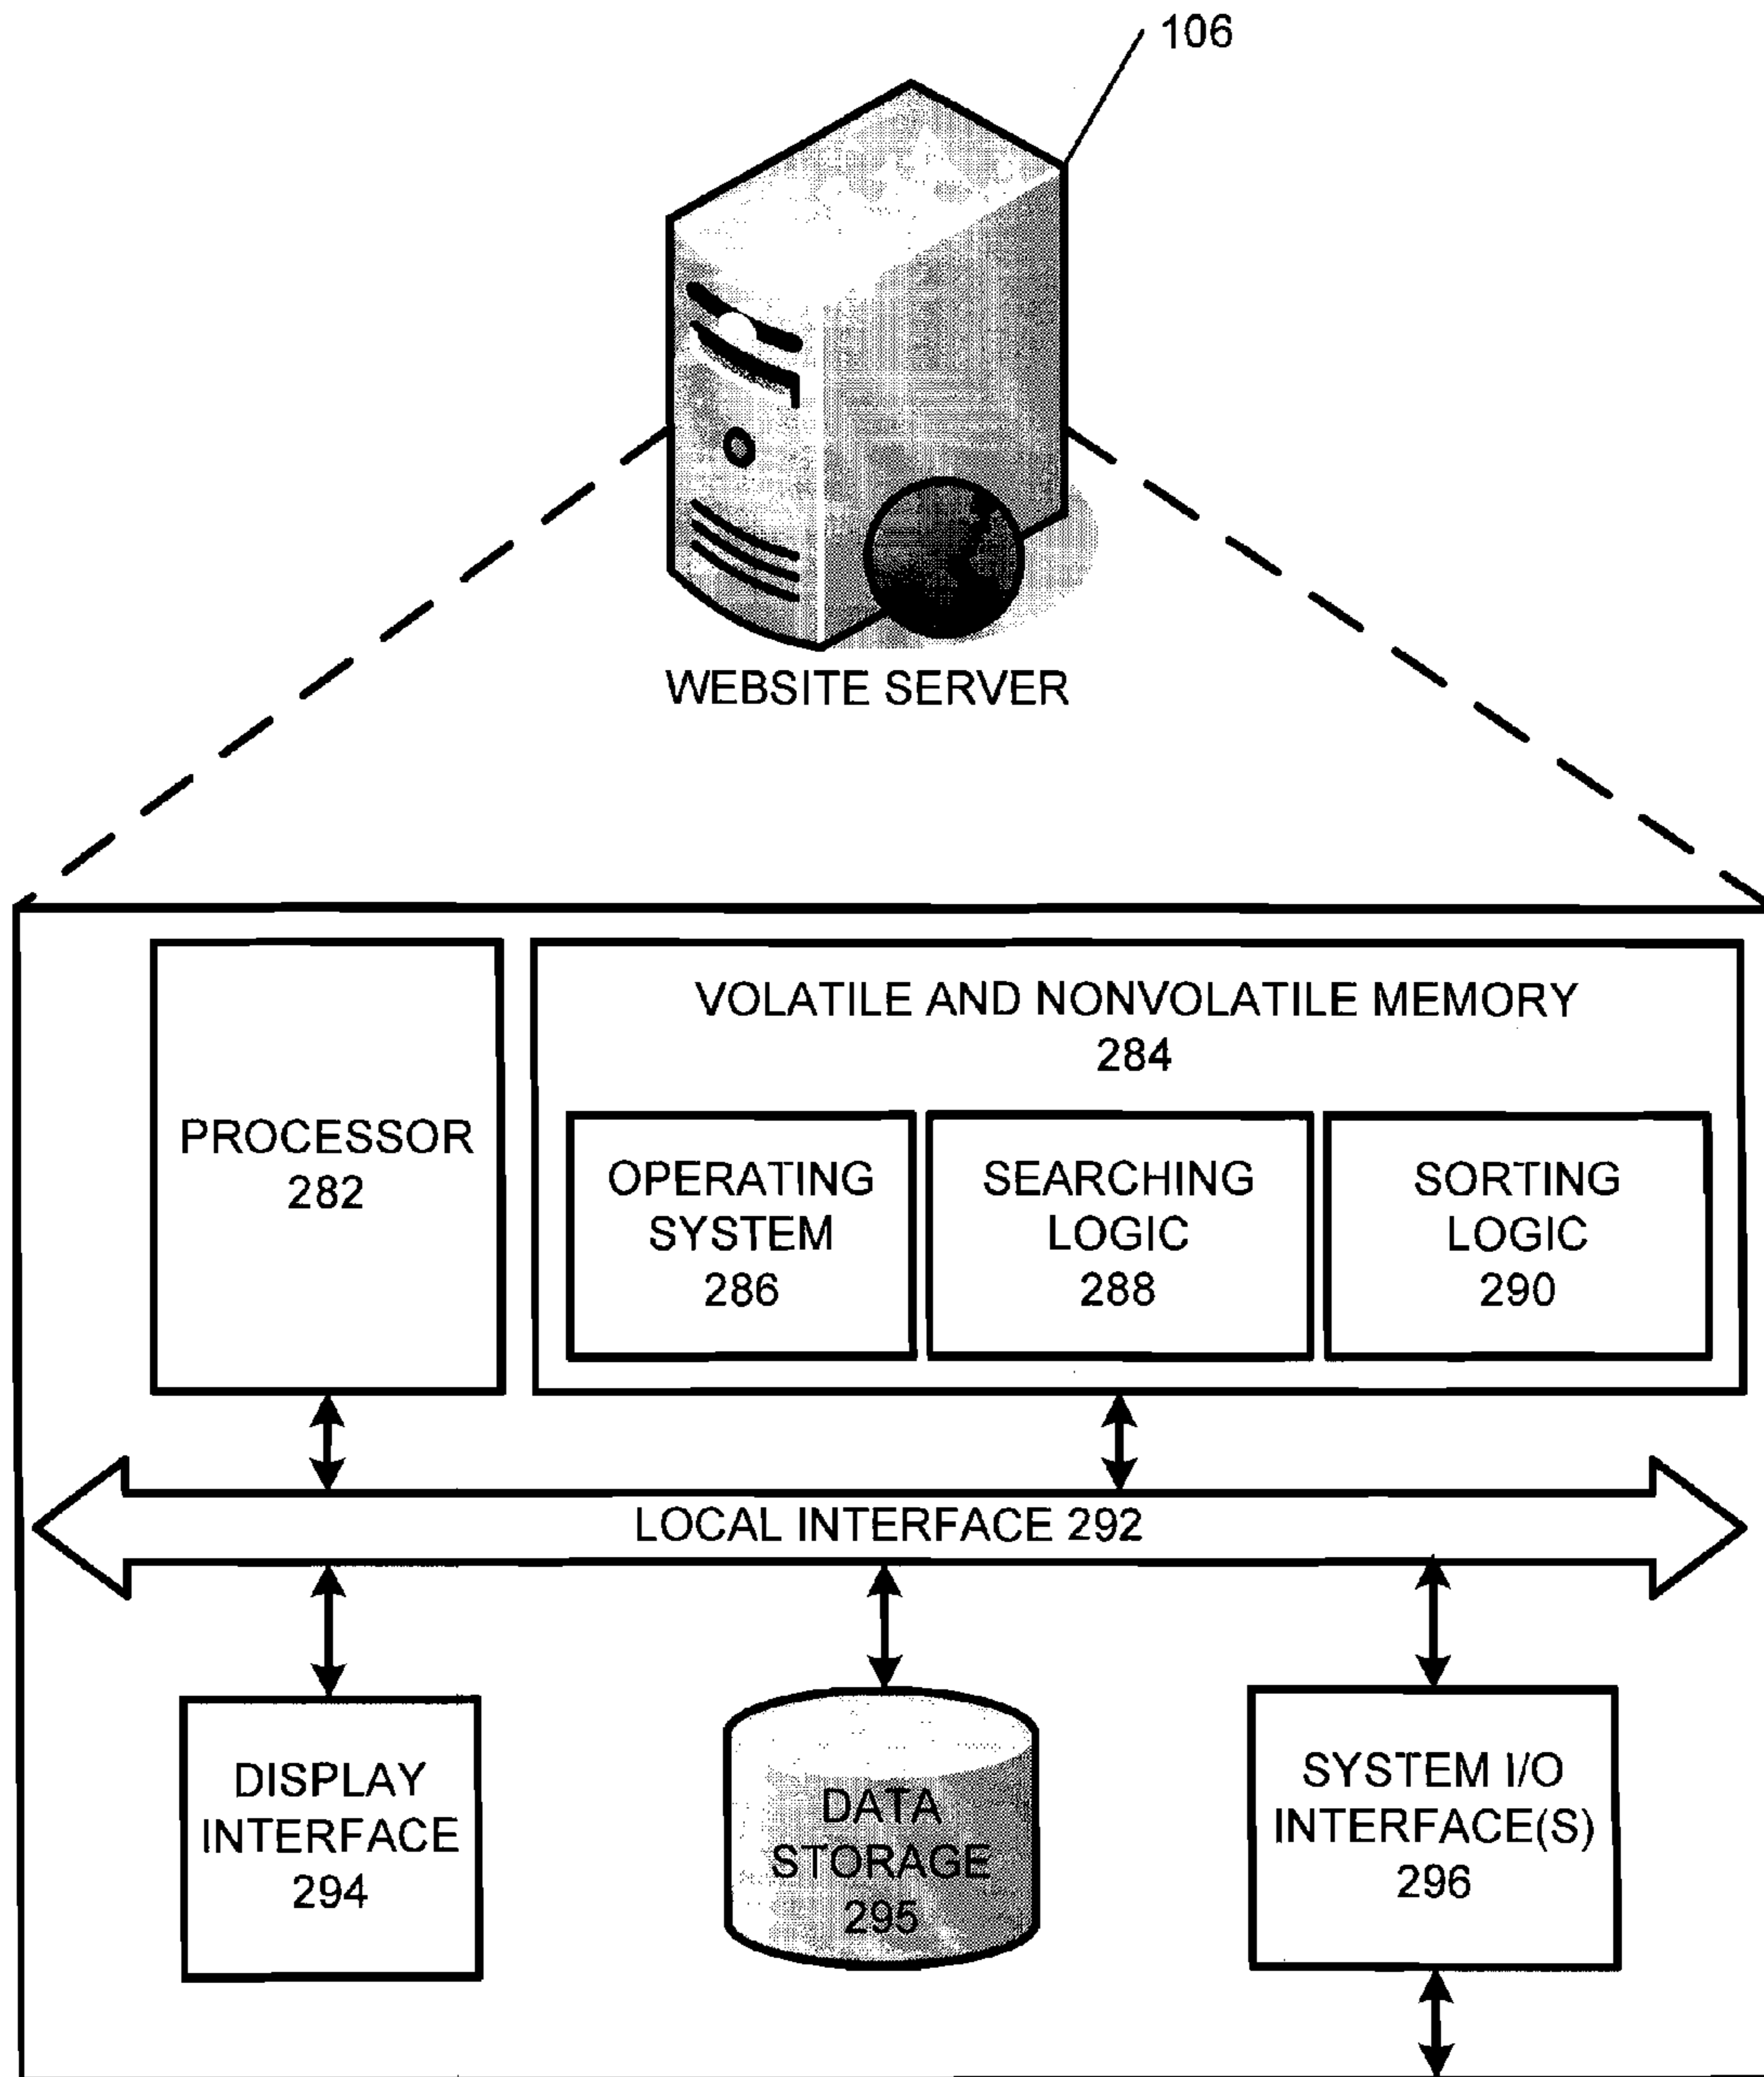 106
WEBSITE SERVER
VOLATILE AND NONVOLATILE MEMORY
284
PROCESSOR
282
OPERATING
SYSTEM
286
SEARCHING
LOGIC
288
SORTING
LOGIC
290
LOCAL INTERFACE 292
DISPLAY
INTERFACE
294
DATA
STORAGE
295
SYSTEM I/O
INTERFACE(S)
296